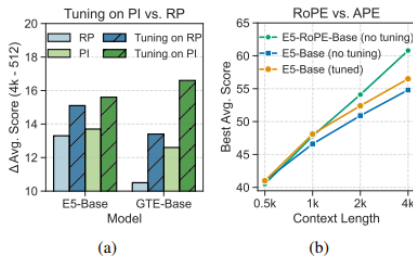 Tuning on PI vs. RP
RP
Tuning on RP
PI
Tuning on PI
Δ Avg. Score (4k - 512)
20
18
16
14
12
10
E5-Base
GTE-Base
Model
(a)
RoPE vs. APE
E5-RoPE-Base (no tuning)
E5-Base (no tuning)
E5-Base (tuned)
Best Avg. Score
65
60
55
50
45
40
0.5k
1k
2k
4k
Context Length
(b)